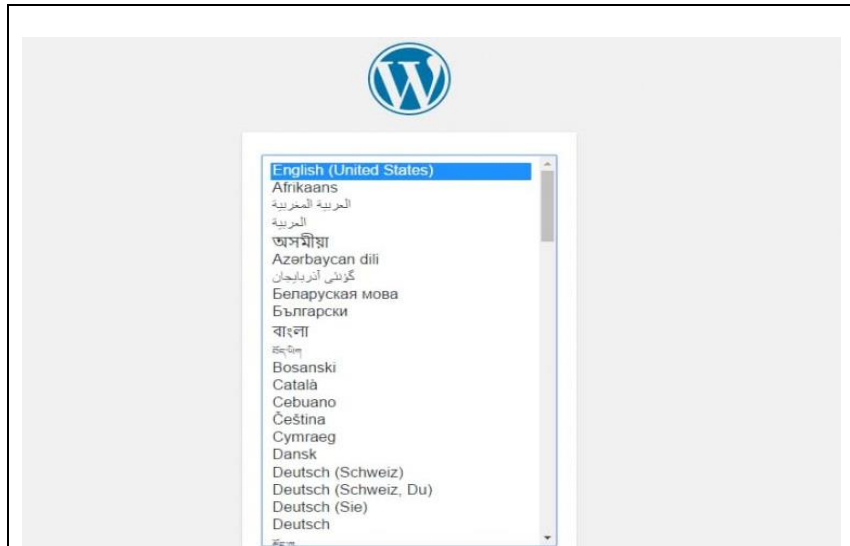 English (United States)
Afrikaans
العربية المغربية
العربية
অসমীয়া
Azərbaycan dili
گؤنئی آذربایجان
Беларуская мова
Български
বাংলা
བོད་ཡིག
Bosanski
Català
Cebuano
Čeština
Cymraeg
Dansk
Deutsch (Schweiz)
Deutsch (Schweiz, Du)
Deutsch (Sie)
Deutsch